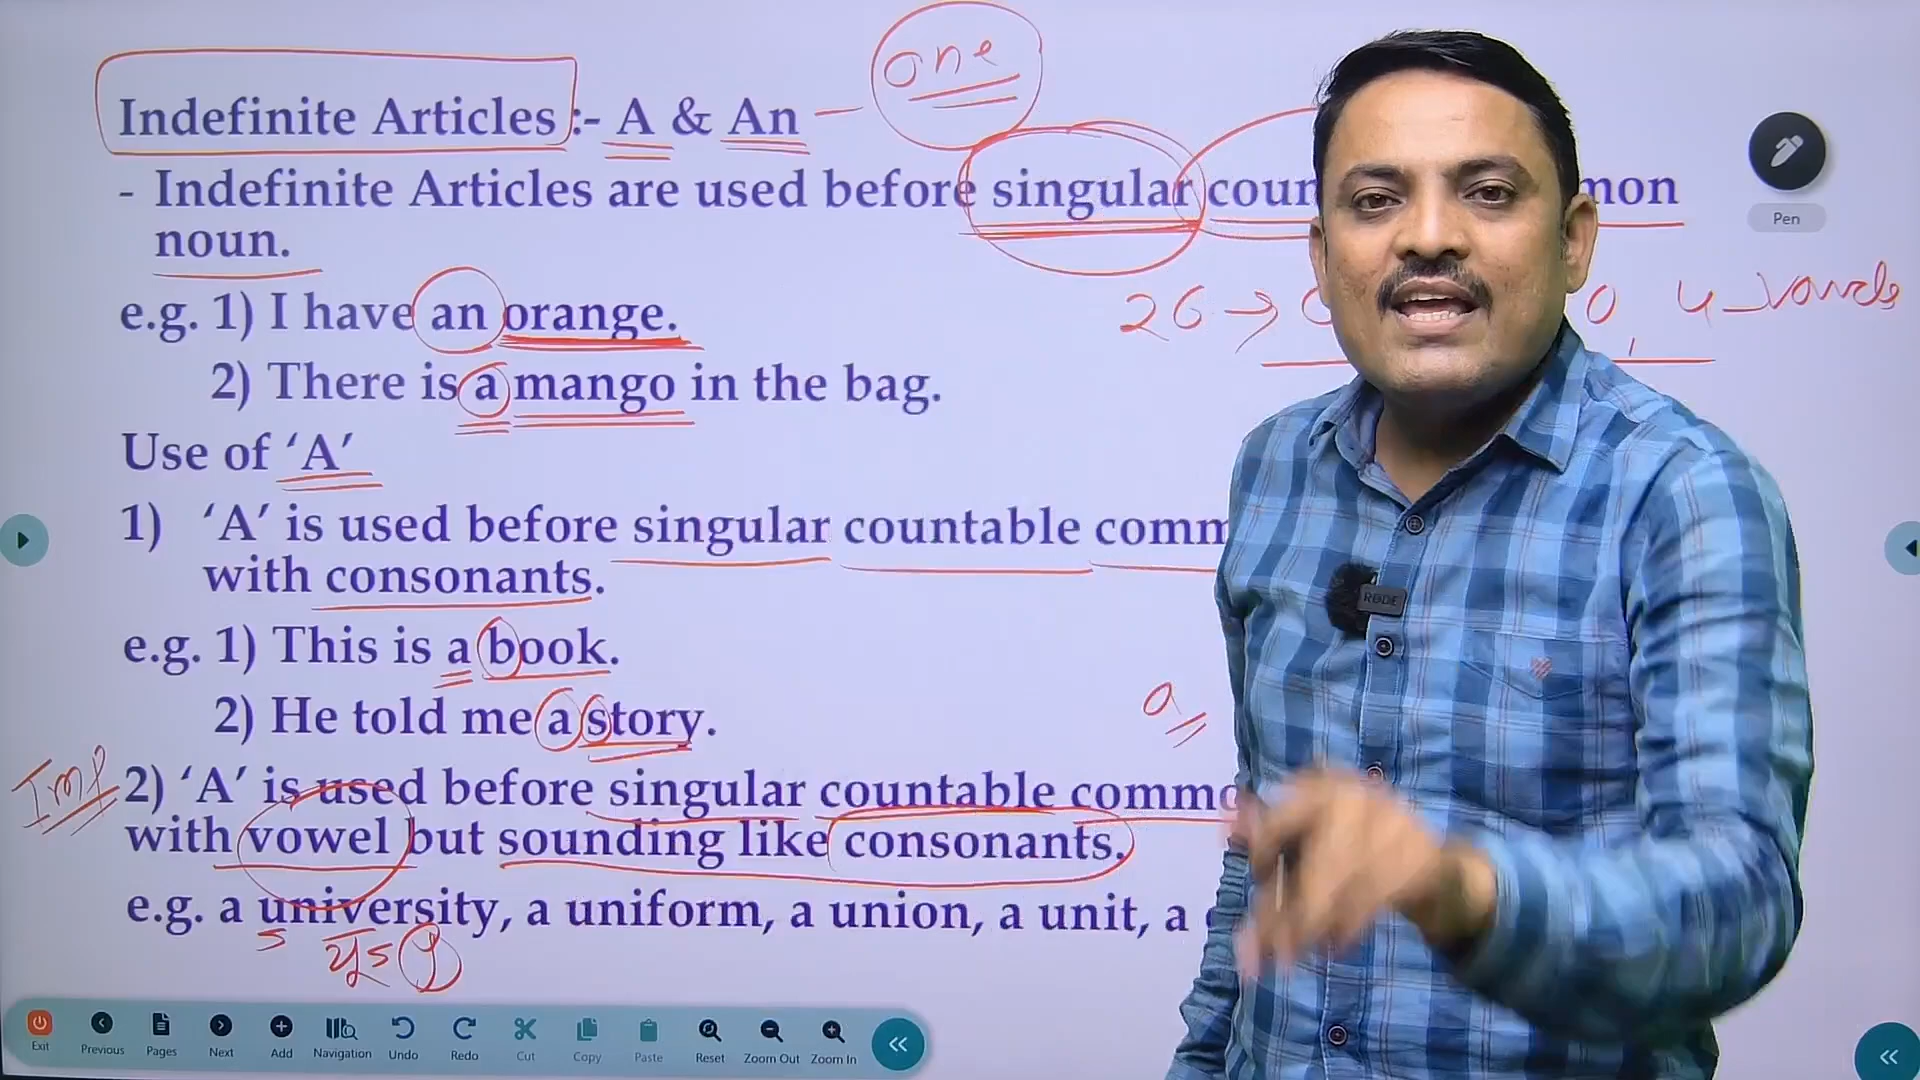 one
Indefinite Articles :- A & An
- Indefinite Articles are used before singular
noun.
26 → 0, 4 - vowels
e.g. 1) I have an orange.
2) There is a mango in the bag.
Use of ‘A’
1) ‘A’ is used before singular countable
with consonants.
e.g. 1) This is a book.
a
2) He told me a story.
Imp 2) ‘A’ is used before singular countable
with vowel but sounding like consonants.
e.g. a university, a uniform, a union, a unit, a
Pen
RODE
Exit Previous Pages Next Add Navigation Undo Redo Cut Copy Paste Reset Zoom Out Zoom In